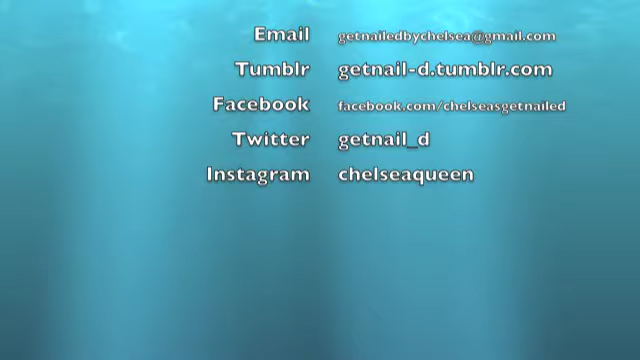 Email getnailedbychelsea@gmail.com
Tumblr getnail-d.tumblr.com
Facebook facebook.com/chelseasgetnailed
Twitter getnail_d
Instagram chelseaqueen